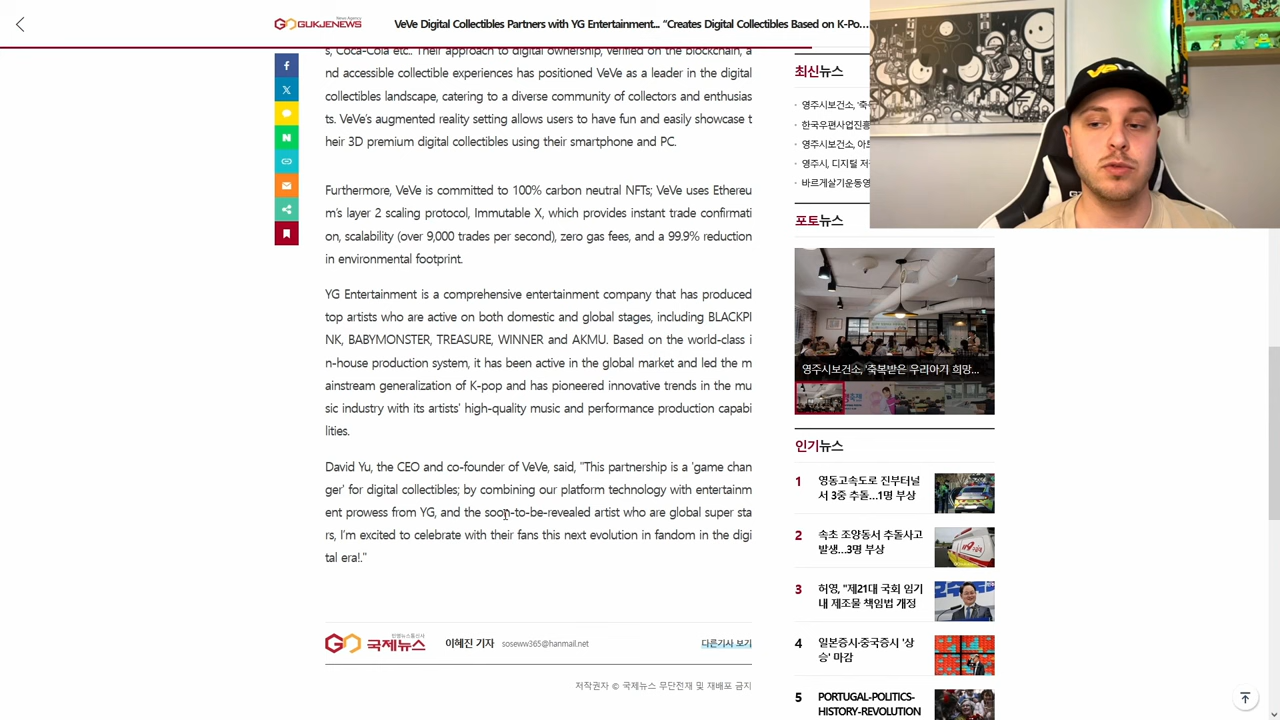 News Agency
GUKJENEWS
VeVe Digital Collectibles Partners with YG Entertainment... “Creates Digital Collectibles Based on K-Po...
s, Coca-Cola etc.. Their approach to digital ownership, verified on the blockchain, a
nd accessible collectible experiences has positioned VeVe as a leader in the digital
collectibles landscape, catering to a diverse community of collectors and enthusias
ts. VeVe’s augmented reality setting allows users to have fun and easily showcase t
heir 3D premium digital collectibles using their smartphone and PC.
Furthermore, VeVe is committed to 100% carbon neutral NFTs; VeVe uses Ethereu
m’s layer 2 scaling protocol, Immutable X, which provides instant trade confirmati
on, scalability (over 9,000 trades per second), zero gas fees, and a 99.9% reduction
in environmental footprint.
YG Entertainment is a comprehensive entertainment company that has produced
top artists who are active on both domestic and global stages, including BLACKPI
NK, BABYMONSTER, TREASURE, WINNER and AKMU. Based on the world-class i
n-house production system, it has been active in the global market and led the m
ainstream generalization of K-pop and has pioneered innovative trends in the mu
sic industry with its artists’ high-quality music and performance production capabi
lities.
David Yu, the CEO and co-founder of VeVe, said, "This partnership is a 'game chan
ger' for digital collectibles; by combining our platform technology with entertainm
ent prowess from YG, and the soon-to-be-revealed artist who are global super sta
rs, I’m excited to celebrate with their fans this next evolution in fandom in the digi
tal era!."
국제뉴스
이혜진 기자 soseww365@hanmail.net
다른기사 보기
저작권자 © 국제뉴스 무단전재 및 재배포 금지
최신뉴스
영주시보건소, '축
한국우편사업진흥
영주시보건소, 아
영주시, 디지털 저
바르게살기운동영
포토뉴스
영주시보건소, '축복받은 우리아기 희망...
인기뉴스
1 영동고속도로 진부터널
서 3중 추돌...1명 부상
2 속초 조양동서 추돌사고
발생...3명 부상
3 허영, "제21대 국회 임기
내 제조물 책임법 개정
4 일본증시·중국증시 '상
승' 마감
5 PORTUGAL-POLITICS-
HISTORY-REVOLUTION